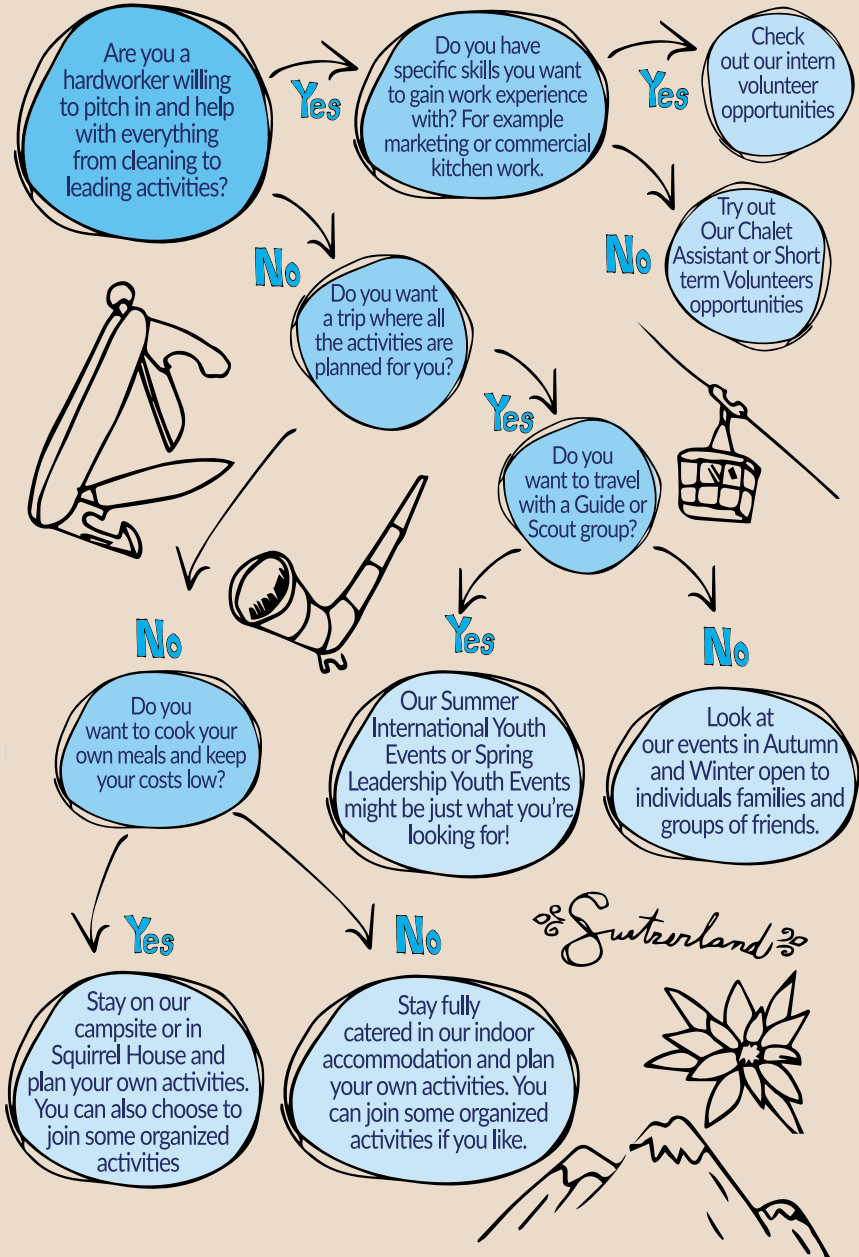 Are you a
hardworker willing
to pitch in and help
with everything
from cleaning to
leading activities?
Yes
Do you have
specific skills you want
to gain work experience
with? For example
marketing or commercial
kitchen work.
Yes
Check
out our intern
volunteer
opportunities
No
Try out
Our Chalet
Assistant or Short
term Volunteers
opportunities
No
Do you want
a trip where all
the activities are
planned for you?
Yes
Do you
want to travel
with a Guide or
Scout group?
No
Do you
want to cook your
own meals and keep
your costs low?
Yes
Our Summer
International Youth
Events or Spring
Leadership Youth Events
might be just what you're
looking for!
No
Look at
our events in Autumn
and Winter open to
individuals families and
groups of friends.
Yes
Stay on our
campsite or in
Squirrel House and
plan your own activities.
You can also choose to
join some organized
activities
No
Stay fully
catered in our indoor
accommodation and plan
your own activities. You
can join some organized
activities if you like.
Switzerland